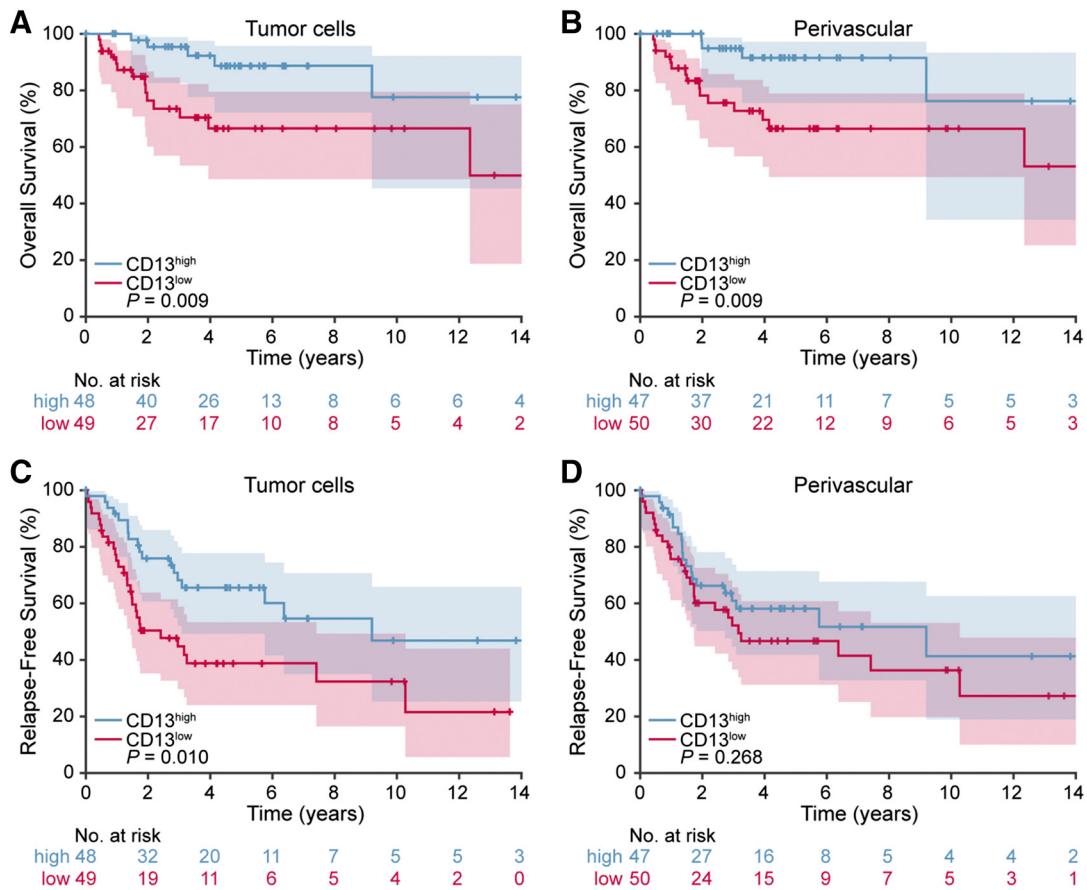 A
Tumor cells
Overall Survival (%)
100
80
60
40
20
0
CD13high
CD13low
P = 0.009
0 2 4 6 8 10 12 14
Time (years)
No. at risk
high 48 40 26 13 8 6 6 4
low 49 27 17 10 8 5 4 2
B
Perivascular
Overall Survival (%)
100
80
60
40
20
0
CD13high
CD13low
P = 0.009
0 2 4 6 8 10 12 14
Time (years)
No. at risk
high 47 37 21 11 7 5 5 3
low 50 30 22 12 9 6 5 3
C
Tumor cells
Relapse-Free Survival (%)
100
80
60
40
20
0
CD13high
CD13low
P = 0.010
0 2 4 6 8 10 12 14
Time (years)
No. at risk
high 48 32 20 11 7 5 5 3
low 49 19 11 6 5 4 2 0
D
Perivascular
Relapse-Free Survival (%)
100
80
60
40
20
0
CD13high
CD13low
P = 0.268
0 2 4 6 8 10 12 14
Time (years)
No. at risk
high 47 27 16 8 5 4 4 2
low 50 24 15 9 7 5 3 1